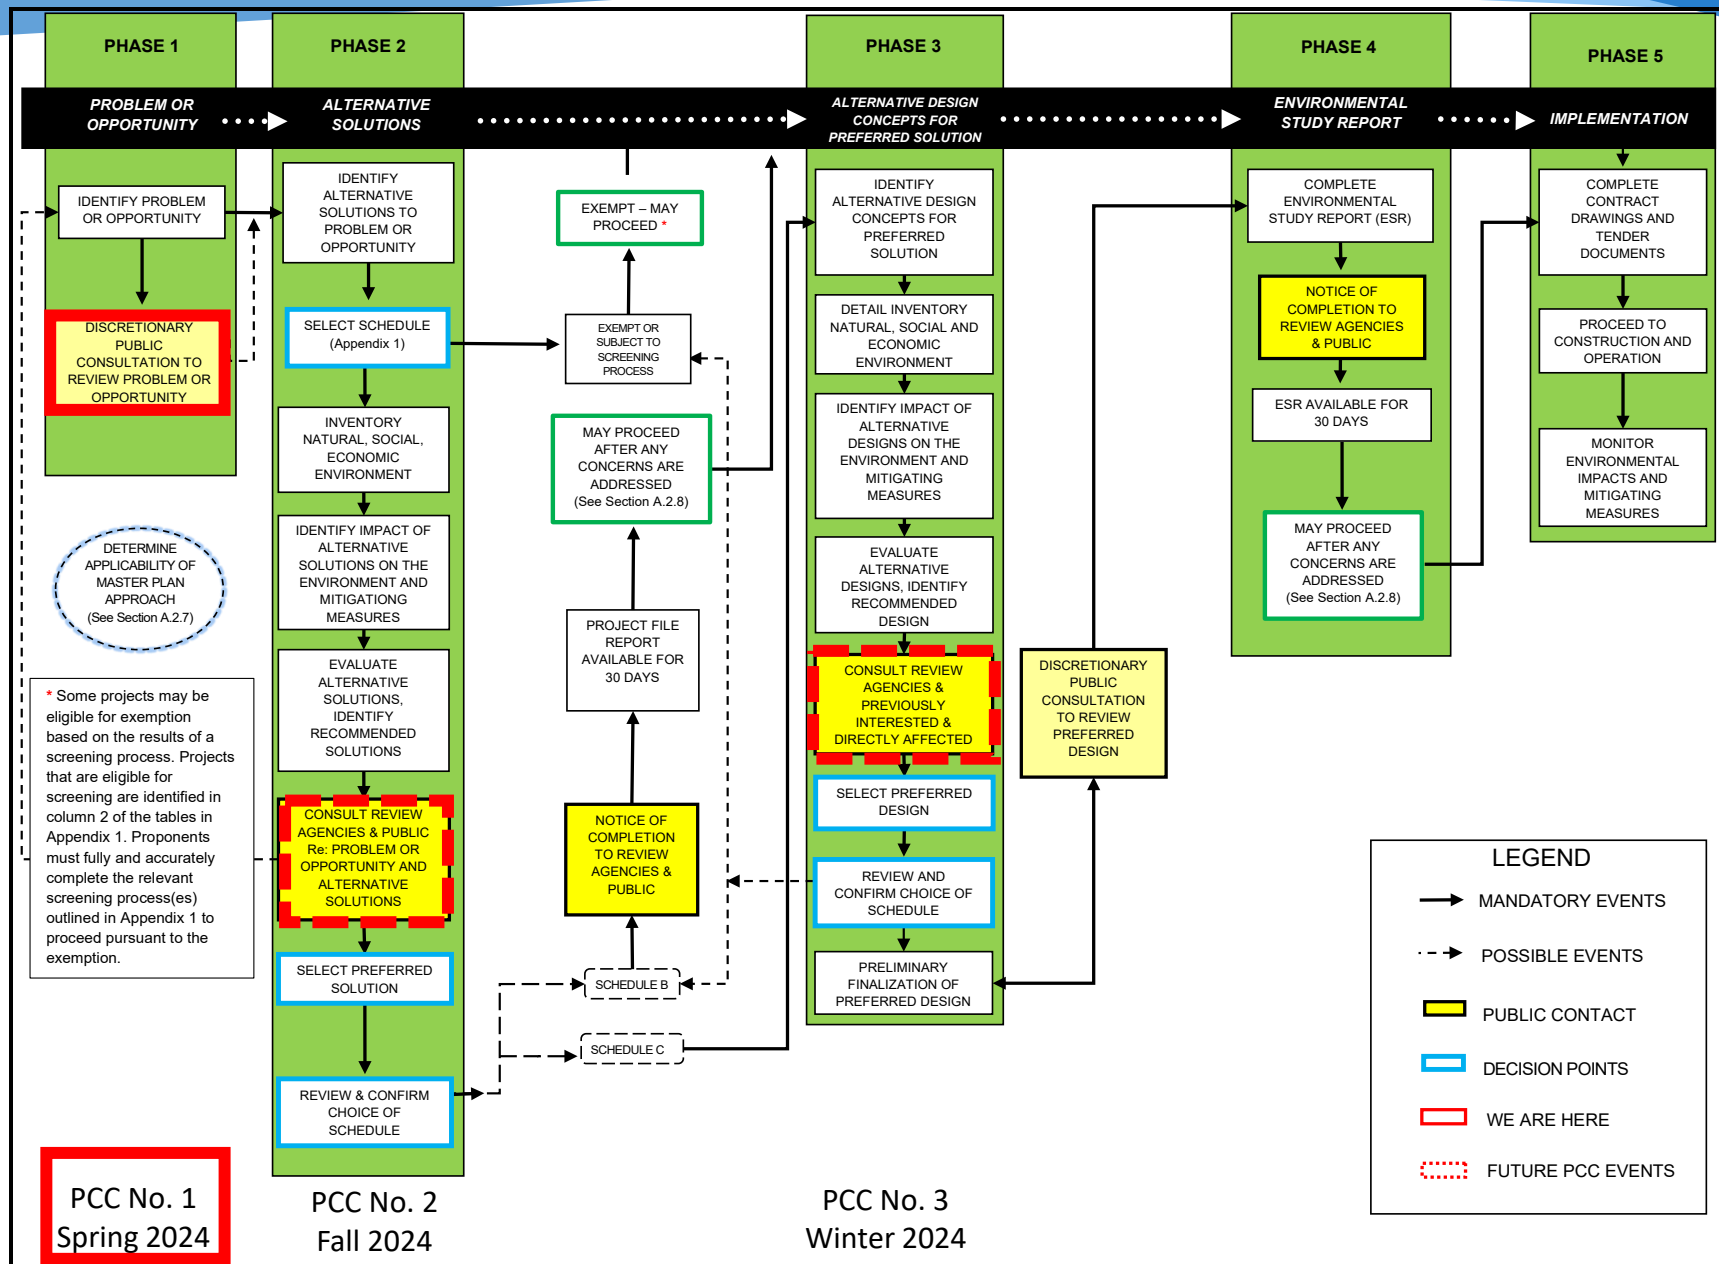 PHASE 1
PHASE 2
PHASE 3
PHASE 4
PHASE 5
PROBLEM OR
OPPORTUNITY
ALTERNATIVE
SOLUTIONS
ALTERNATIVE DESIGN
CONCEPTS FOR
PREFERRED SOLUTION
ENVIRONMENTAL
STUDY REPORT
IMPLEMENTATION
IDENTIFY PROBLEM
OR OPPORTUNITY
DISCRETIONARY
PUBLIC
CONSULTATION TO
REVIEW PROBLEM OR
OPPORTUNITY
DETERMINE
APPLICABILITY OF
MASTER PLAN
APPROACH
(See Section A.2.7)
* Some projects may be
eligible for exemption
based on the results of a
screening process. Projects
that are eligible for
screening are identified in
column 2 of the tables in
Appendix 1. Proponents
must fully and accurately
complete the relevant
screening process(es)
outlined in Appendix 1 to
proceed pursuant to the
exemption.
IDENTIFY
ALTERNATIVE
SOLUTIONS TO
PROBLEM OR
OPPORTUNITY
SELECT SCHEDULE
(Appendix 1)
INVENTORY
NATURAL, SOCIAL,
ECONOMIC
ENVIRONMENT
IDENTIFY IMPACT OF
ALTERNATIVE
SOLUTIONS ON THE
ENVIRONMENT AND
MITIGATIONG
MEASURES
EVALUATE
ALTERNATIVE
SOLUTIONS,
IDENTIFY
RECOMMENDED
SOLUTIONS
CONSULT REVIEW
AGENCIES & PUBLIC
Re: PROBLEM OR
OPPORTUNITY AND
ALTERNATIVE
SOLUTIONS
SELECT PREFERRED
SOLUTION
REVIEW & CONFIRM
CHOICE OF
SCHEDULE
EXEMPT – MAY
PROCEED *
EXEMPT OR
SUBJECT TO
SCREENING
PROCESS
MAY PROCEED
AFTER ANY
CONCERNS ARE
ADDRESSED
(See Section A.2.8)
PROJECT FILE
REPORT
AVAILABLE FOR
30 DAYS
NOTICE OF
COMPLETION
TO REVIEW
AGENCIES &
PUBLIC
SCHEDULE B
SCHEDULE C
IDENTIFY
ALTERNATIVE DESIGN
CONCEPTS FOR
PREFERRED
SOLUTION
DETAIL INVENTORY
NATURAL, SOCIAL AND
ECONOMIC
ENVIRONMENT
IDENTIFY IMPACT OF
ALTERNATIVE
DESIGNS ON THE
ENVIRONMENT AND
MITIGATING
MEASURES
EVALUATE
ALTERNATIVE
DESIGNS, IDENTIFY
RECOMMENDED
DESIGN
CONSULT REVIEW
AGENCIES &
PREVIOUSLY
INTERESTED &
DIRECTLY AFFECTED
SELECT PREFERRED
DESIGN
REVIEW AND
CONFIRM CHOICE OF
SCHEDULE
PRELIMINARY
FINALIZATION OF
PREFERRED DESIGN
DISCRETIONARY
PUBLIC
CONSULTATION
TO REVIEW
PREFERRED
DESIGN
COMPLETE
ENVIRONMENTAL
STUDY REPORT (ESR)
NOTICE OF
COMPLETION TO
REVIEW AGENCIES
& PUBLIC
ESR AVAILABLE FOR
30 DAYS
MAY PROCEED
AFTER ANY
CONCERNS ARE
ADDRESSED
(See Section A.2.8)
COMPLETE
CONTRACT
DRAWINGS AND
TENDER
DOCUMENTS
PROCEED TO
CONSTRUCTION AND
OPERATION
MONITOR
ENVIRONMENTAL
IMPACTS AND
MITIGATING
MEASURES
LEGEND
MANDATORY EVENTS
POSSIBLE EVENTS
PUBLIC CONTACT
DECISION POINTS
WE ARE HERE
FUTURE PCC EVENTS
PCC No. 1
Spring 2024
PCC No. 2
Fall 2024
PCC No. 3
Winter 2024